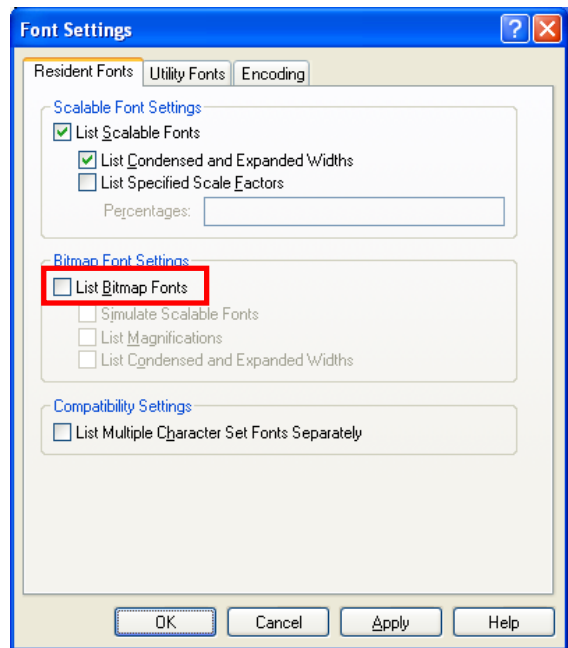 Font Settings
Resident Fonts Utility Fonts Encoding
Scalable Font Settings
List Scalable Fonts
List Condensed and Expanded Widths
List Specified Scale Factors
Percentages:
Bitmap Font Settings
List Bitmap Fonts
Simulate Scalable Fonts
List Magnifications
List Condensed and Expanded Widths
Compatibility Settings
List Multiple Character Set Fonts Separately
OK Cancel Apply Help